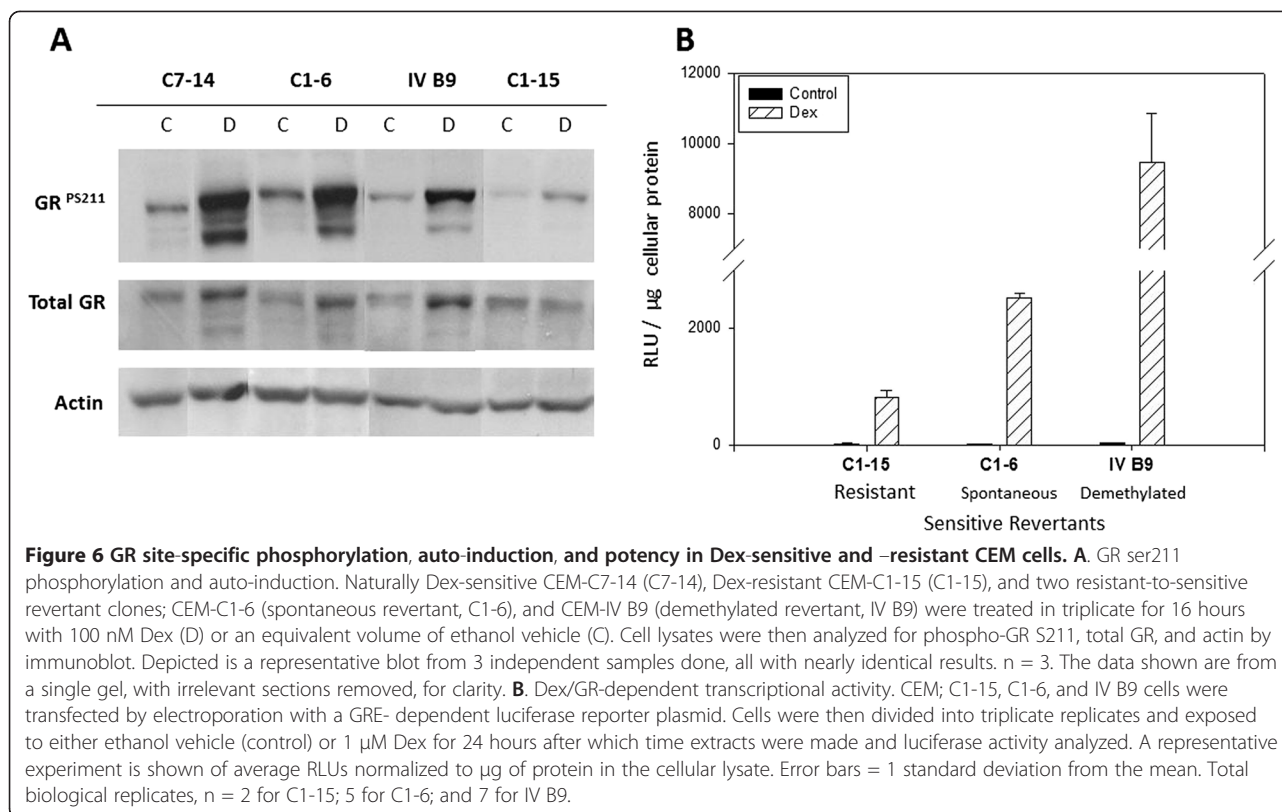 A
C7-14 C1-6 IV B9 C1-15
C D C D C D C D
GR PS211
Total GR
Actin
B
12000
Control
Dex
10000
8000
2000
0
RLU / µg cellular protein
C1-15 C1-6 IV B9
Resistant Spontaneous Demethylated
Sensitive Revertants
Figure 6 GR site-specific phosphorylation, auto-induction, and potency in Dex-sensitive and –resistant CEM cells. A. GR ser211
phosphorylation and auto-induction. Naturally Dex-sensitive CEM-C7-14 (C7-14), Dex-resistant CEM-C1-15 (C1-15), and two resistant-to-sensitive
revertant clones; CEM-C1-6 (spontaneous revertant, C1-6), and CEM-IV B9 (demethylated revertant, IV B9) were treated in triplicate for 16 hours
with 100 nM Dex (D) or an equivalent volume of ethanol vehicle (C). Cell lysates were then analyzed for phospho-GR S211, total GR, and actin by
immunoblot. Depicted is a representative blot from 3 independent samples done, all with nearly identical results. n = 3. The data shown are from
a single gel, with irrelevant sections removed, for clarity. B. Dex/GR-dependent transcriptional activity. CEM; C1-15, C1-6, and IV B9 cells were
transfected by electroporation with a GRE- dependent luciferase reporter plasmid. Cells were then divided into triplicate replicates and exposed
to either ethanol vehicle (control) or 1 µM Dex for 24 hours after which time extracts were made and luciferase activity analyzed. A representative
experiment is shown of average RLUs normalized to µg of protein in the cellular lysate. Error bars = 1 standard deviation from the mean. Total
biological replicates, n = 2 for C1-15; 5 for C1-6; and 7 for IV B9.